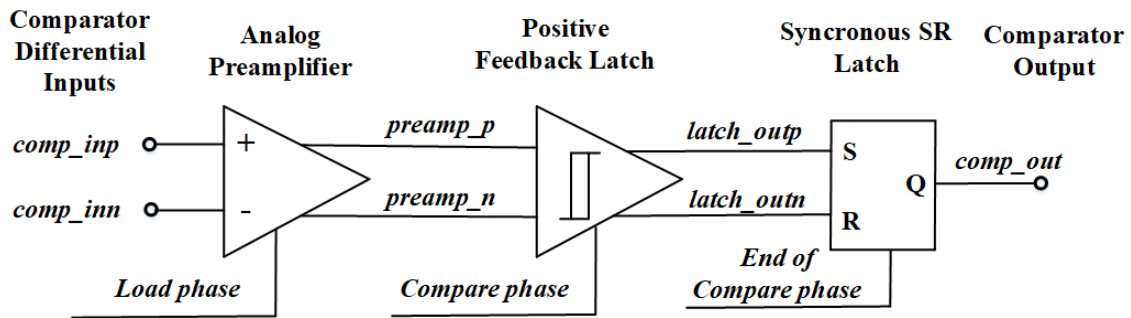 Comparator
Differential
Inputs
Analog
Preamplifier
Positive
Feedback Latch
Syncronous SR
Latch
Comparator
Output
comp_inp
comp_inn
+
-
preamp_p
preamp_n
latch_outp
latch_outn
S
R
Q
comp_out
Load phase
Compare phase
End of
Compare phase